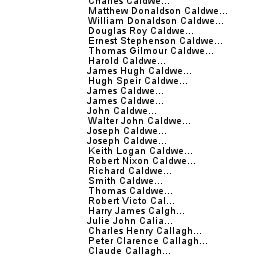 Charles Caldwe...
Matthew Donaldson Caldwe...
William Donaldson Caldwe...
Douglas Roy Caldwe...
Ernest Stephenson Caldwe...
Thomas Gilmour Caldwe...
Harold Caldwe...
James Hugh Caldwe...
Hugh Speir Caldwe...
James Caldwe...
James Caldwe...
John Caldwe...
Walter John Caldwe...
Joseph Caldwe...
Joseph Caldwe...
Keith Logan Caldwe...
Robert Nixon Caldwe...
Richard Caldwe...
Smith Caldwe...
Thomas Caldwe...
Robert Victo Cal...
Harry James Calgh...
Julie John Calia...
Charles Henry Callagh...
Peter Clarence Callagh...
Claude Callagh...